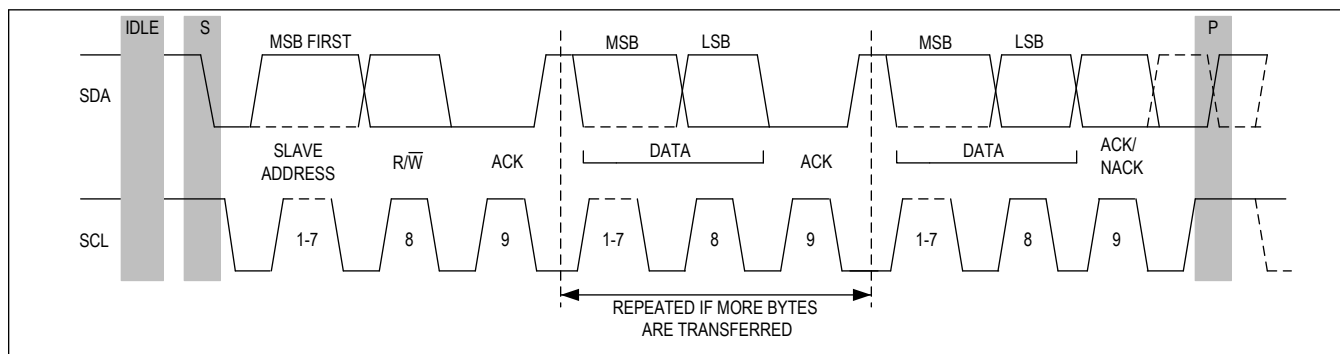 IDLE S P
MSB FIRST MSB LSB MSB LSB
SDA
SLAVE
ADDRESS
R/W̅
ACK
DATA
ACK
DATA
ACK/
NACK
SCL
1-7 8 9 1-7 8 9 1-7 8 9
REPEATED IF MORE BYTES
ARE TRANSFERRED